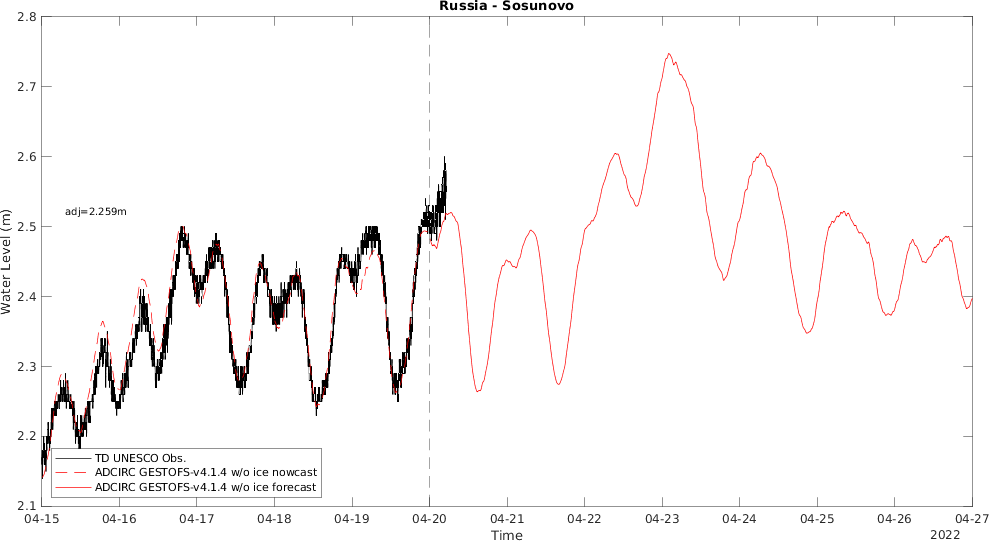 Russia - Sosunovo
2.8
2.7
2.6
2.5
2.4
2.3
2.2
2.1
Water Level (m)
adj=2.259m
TD UNESCO Obs.
ADCIRC GESTOFS-v4.1.4 w/o ice nowcast
ADCIRC GESTOFS-v4.1.4 w/o ice forecast
04-15 04-16 04-17 04-18 04-19 04-20 04-21 04-22 04-23 04-24 04-25 04-26 04-27
Time
2022